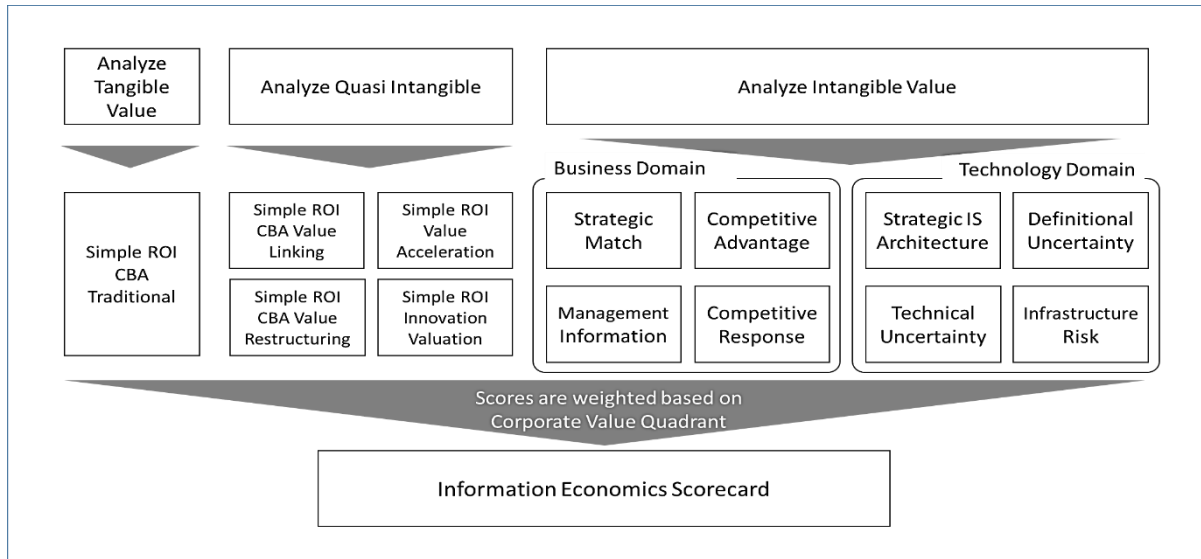 Analyze
Tangible
Value
Analyze Quasi Intangible
Analyze Intangible Value
Business Domain
Technology Domain
Simple ROI
CBA
Traditional
Simple ROI
CBA Value
Linking
Simple ROI
Value
Acceleration
Simple ROI
CBA Value
Restructuring
Simple ROI
Innovation
Valuation
Strategic
Match
Competitive
Advantage
Management
Information
Competitive
Response
Strategic IS
Architecture
Definitional
Uncertainty
Technical
Uncertainty
Infrastructure
Risk
Scores are weighted based on
Corporate Value Quadrant
Information Economics Scorecard